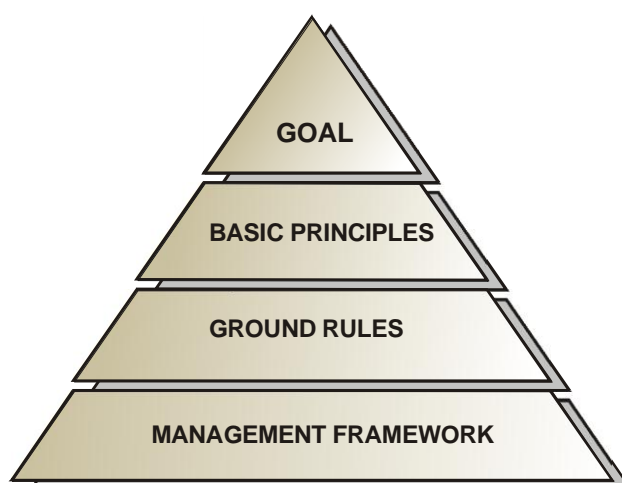 GOAL
BASIC PRINCIPLES
GROUND RULES
MANAGEMENT FRAMEWORK